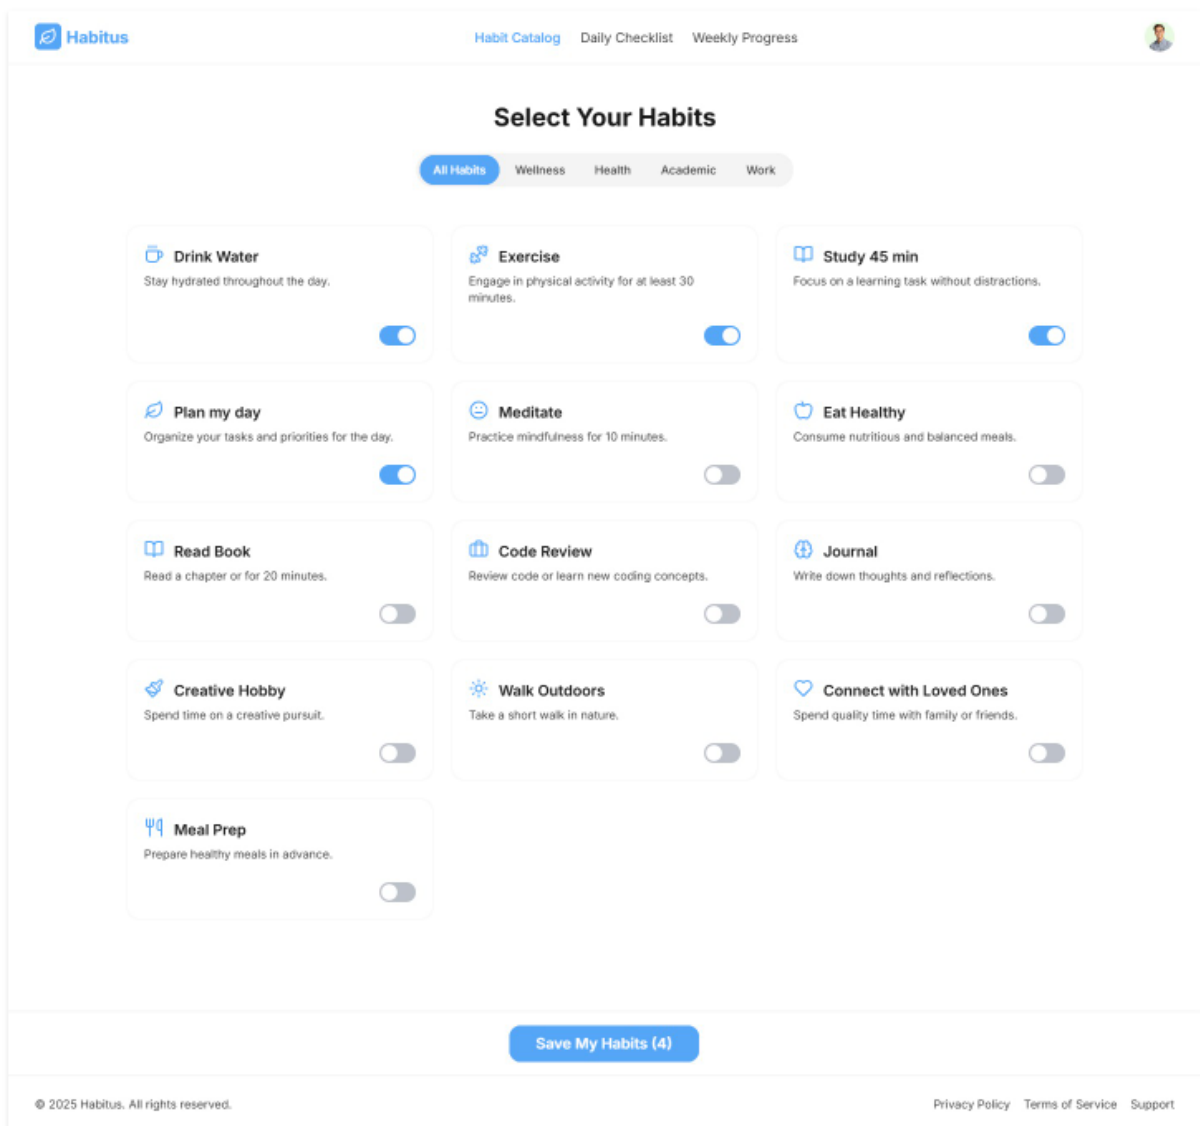 Habitus
Habit Catalog Daily Checklist Weekly Progress
Select Your Habits
All Habits Wellness Health Academic Work
Drink Water
Stay hydrated throughout the day.
Exercise
Engage in physical activity for at least 30
minutes.
Study 45 min
Focus on a learning task without distractions.
Plan my day
Organize your tasks and priorities for the day.
Meditate
Practice mindfulness for 10 minutes.
Eat Healthy
Consume nutritious and balanced meals.
Read Book
Read a chapter or for 20 minutes.
Code Review
Review code or learn new coding concepts.
Journal
Write down thoughts and reflections.
Creative Hobby
Spend time on a creative pursuit.
Walk Outdoors
Take a short walk in nature.
Connect with Loved Ones
Spend quality time with family or friends.
Meal Prep
Prepare healthy meals in advance.
Save My Habits (4)
© 2025 Habitus. All rights reserved.
Privacy Policy Terms of Service Support